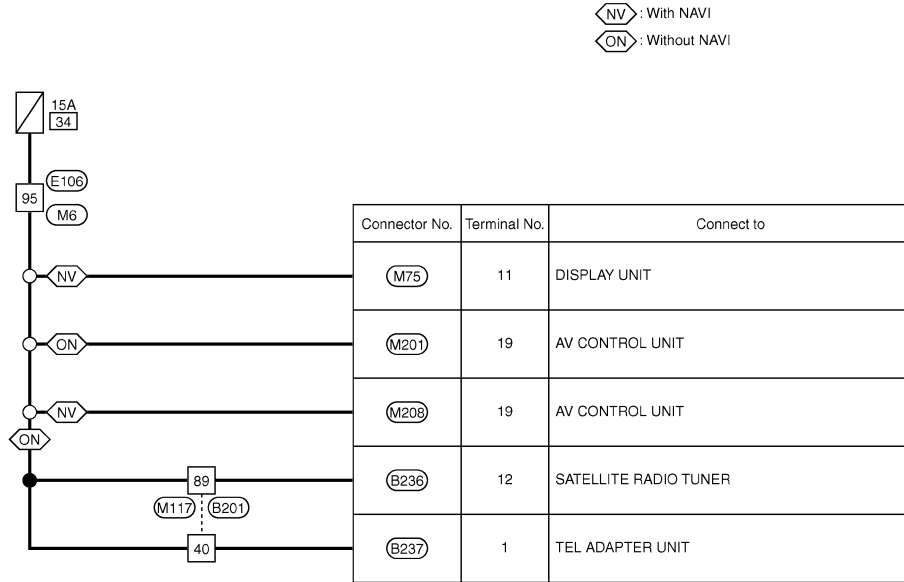 NV : With NAVI
ON : Without NAVI
15A
34
E106
95
M6
Connector No. Terminal No. Connect to
NV M75 11 DISPLAY UNIT
ON M201 19 AV CONTROL UNIT
NV M208 19 AV CONTROL UNIT
ON
89 B236 12 SATELLITE RADIO TUNER
M117 B201
40 B237 1 TEL ADAPTER UNIT